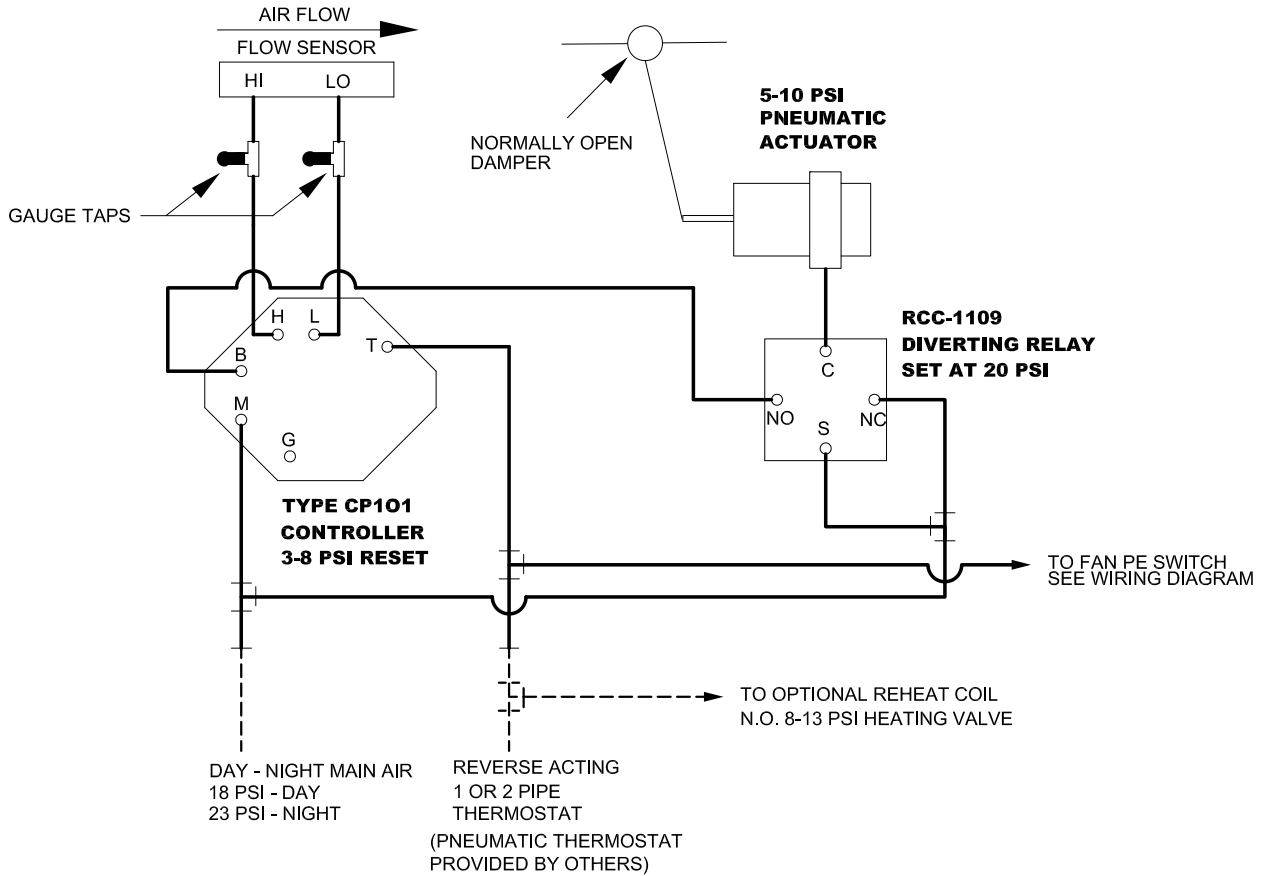 AIR FLOW
FLOW SENSOR
HI
LO
GAUGE TAPS
NORMALLY OPEN
DAMPER
5-10 PSI
PNEUMATIC
ACTUATOR
H
L
T
B
M
G
TYPE CP1O1
CONTROLLER
3-8 PSI RESET
RCC-1109
DIVERTING RELAY
SET AT 20 PSI
C
NO
NC
S
TO FAN PE SWITCH
SEE WIRING DIAGRAM
TO OPTIONAL REHEAT COIL
N.O. 8-13 PSI HEATING VALVE
DAY - NIGHT MAIN AIR
18 PSI - DAY
23 PSI - NIGHT
REVERSE ACTING
1 OR 2 PIPE
THERMOSTAT
(PNEUMATIC THERMOSTAT
PROVIDED BY OTHERS)